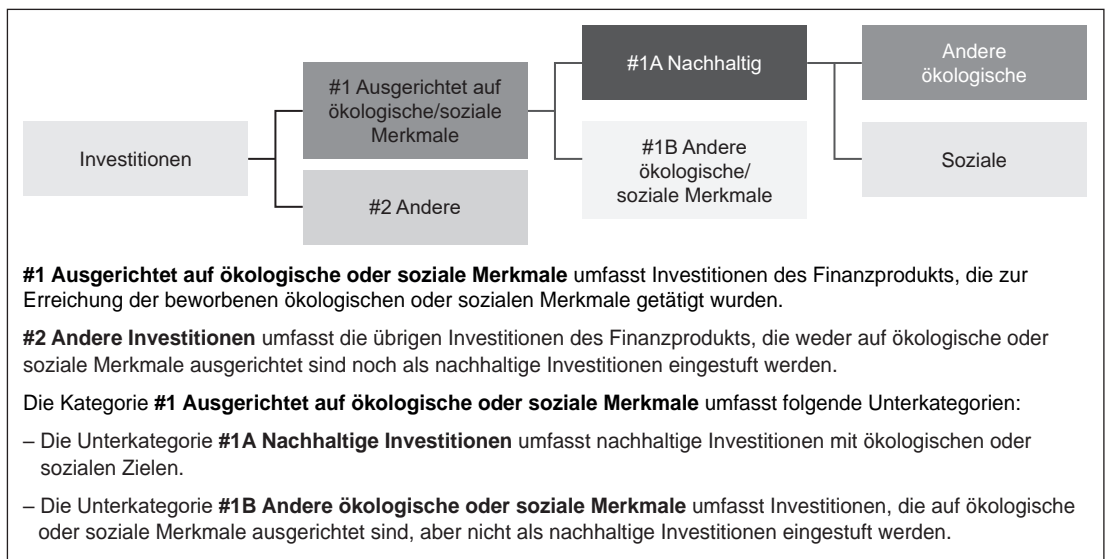 Investitionen
#1 Ausgerichtet auf
ökologische/soziale
Merkmale
#2 Andere
#1A Nachhaltig
#1B Andere
ökologische/
soziale Merkmale
Andere
ökologische
Soziale
#1 Ausgerichtet auf ökologische oder soziale Merkmale umfasst Investitionen des Finanzprodukts, die zur
Erreichung der beworbenen ökologischen oder sozialen Merkmale getätigt wurden.
#2 Andere Investitionen umfasst die übrigen Investitionen des Finanzprodukts, die weder auf ökologische oder
soziale Merkmale ausgerichtet sind noch als nachhaltige Investitionen eingestuft werden.
Die Kategorie #1 Ausgerichtet auf ökologische oder soziale Merkmale umfasst folgende Unterkategorien:
– Die Unterkategorie #1A Nachhaltige Investitionen umfasst nachhaltige Investitionen mit ökologischen oder
sozialen Zielen.
– Die Unterkategorie #1B Andere ökologische oder soziale Merkmale umfasst Investitionen, die auf ökologische
oder soziale Merkmale ausgerichtet sind, aber nicht als nachhaltige Investitionen eingestuft werden.